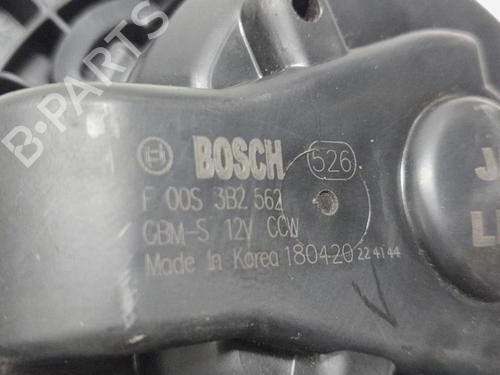 B-PARTS
BOSCH 526
F 00S 3B2 562
CBM-S 12V CCW
Made In Korea 180420 224144
J